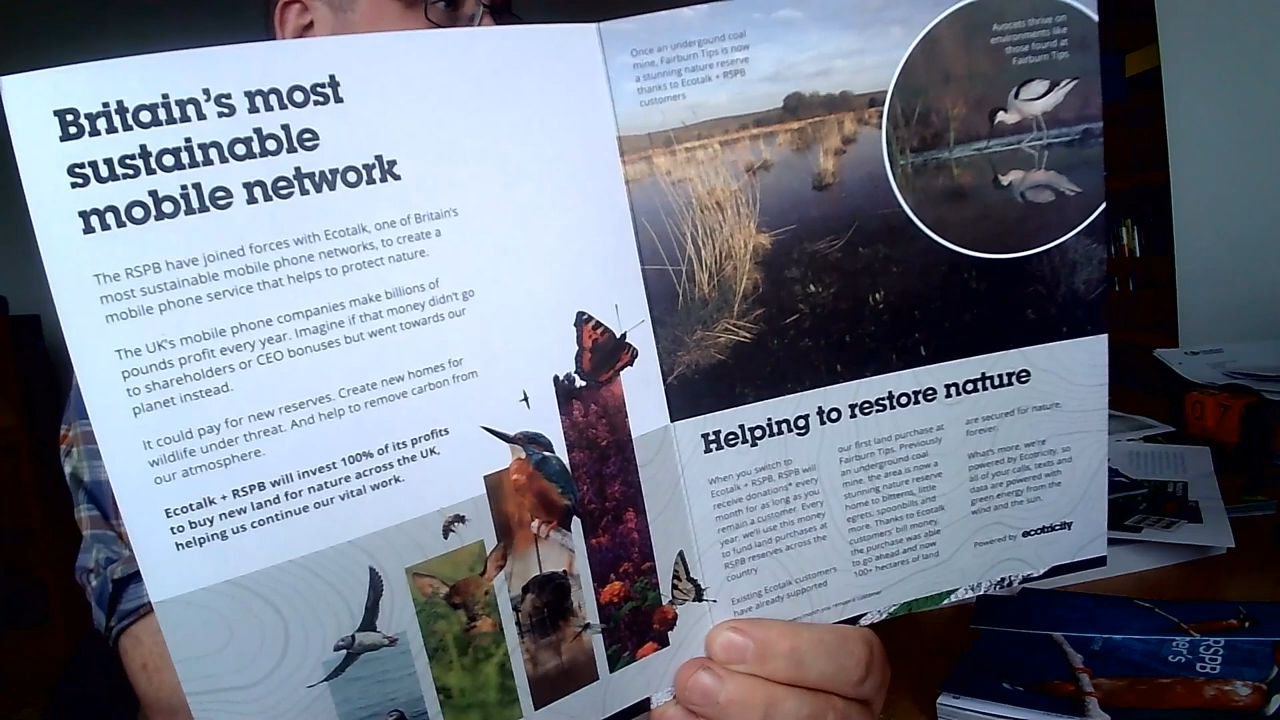 Britain's most
sustainable
mobile network
The RSPB have joined forces with Ecotalk, one of Britain's
most sustainable mobile phone networks, to create a
mobile phone service that helps to protect nature.
The UK's mobile phone companies make billions of
pounds profit every year. Imagine if that money didn't go
to shareholders or CEO bonuses but went towards our
planet instead.
It could pay for new reserves. Create new homes for
wildlife under threat. And help to remove carbon from
our atmosphere.
Ecotalk + RSPB will invest 100% of its profits
to buy new land for nature across the UK,
helping us continue our vital work.
Once an undergound coal
mine, Fairburn Tips is now
a stunning nature reserve
thanks to Ecotalk + RSPB
customers
Avocets thrive on
environments like
those found at
Fairburn Tips
Helping to restore nature
When you switch to
Ecotalk + RSPB, RSPB will
receive donations* every
month for as long as you
remain a customer. Every
year, we'll use this money
to fund land purchases at
RSPB reserves across the
country
Existing Ecotalk customers
have already supported
our first land purchase at
Fairburn Tips. Previously
an underground coal
mine, the area is now a
stunning nature reserve
home to bitterns, little
egrets, spoonbills and
more. Thanks to Ecotalk
customers' bill money,
the purchase was able
to go ahead and now
100+ hectares of land
are secured for nature,
forever.
What's more, we're
powered by Ecotricity, so
all of your calls, texts and
data are powered with
green energy from the
wind and the sun.
Powered by ecotricity
you remain a customer
RSPB